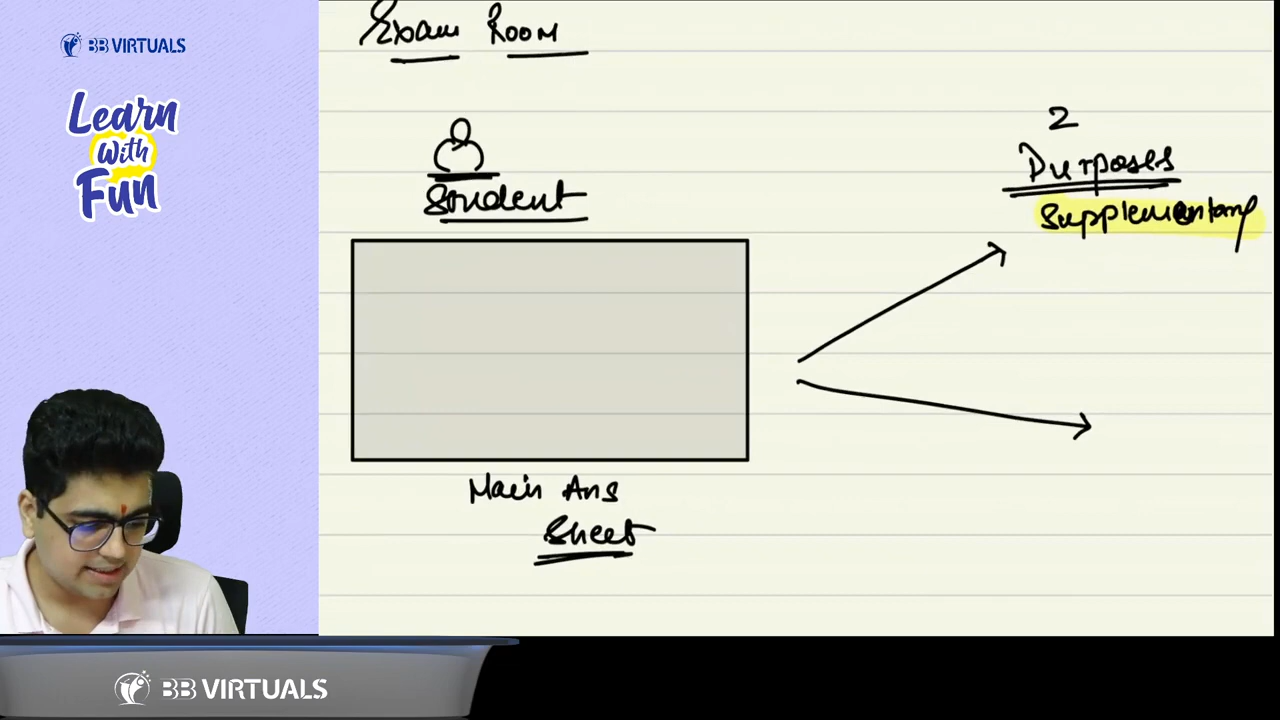 BB VIRTUALS
Learn
with
Fun
Exam Room
Student
2
Purposes
Supplementary
Main Ans
Sheet
BB VIRTUALS